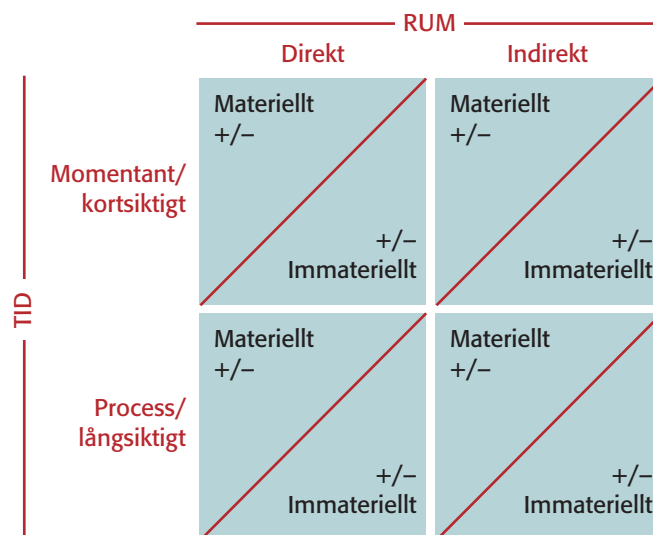 RUM
Direkt
Indirekt
TID
Momentant/
kortsiktigt
Materiellt
+/–
+/–
Immateriellt
Materiellt
+/–
+/–
Immateriellt
Process/
långsiktigt
Materiellt
+/–
+/–
Immateriellt
Materiellt
+/–
+/–
Immateriellt